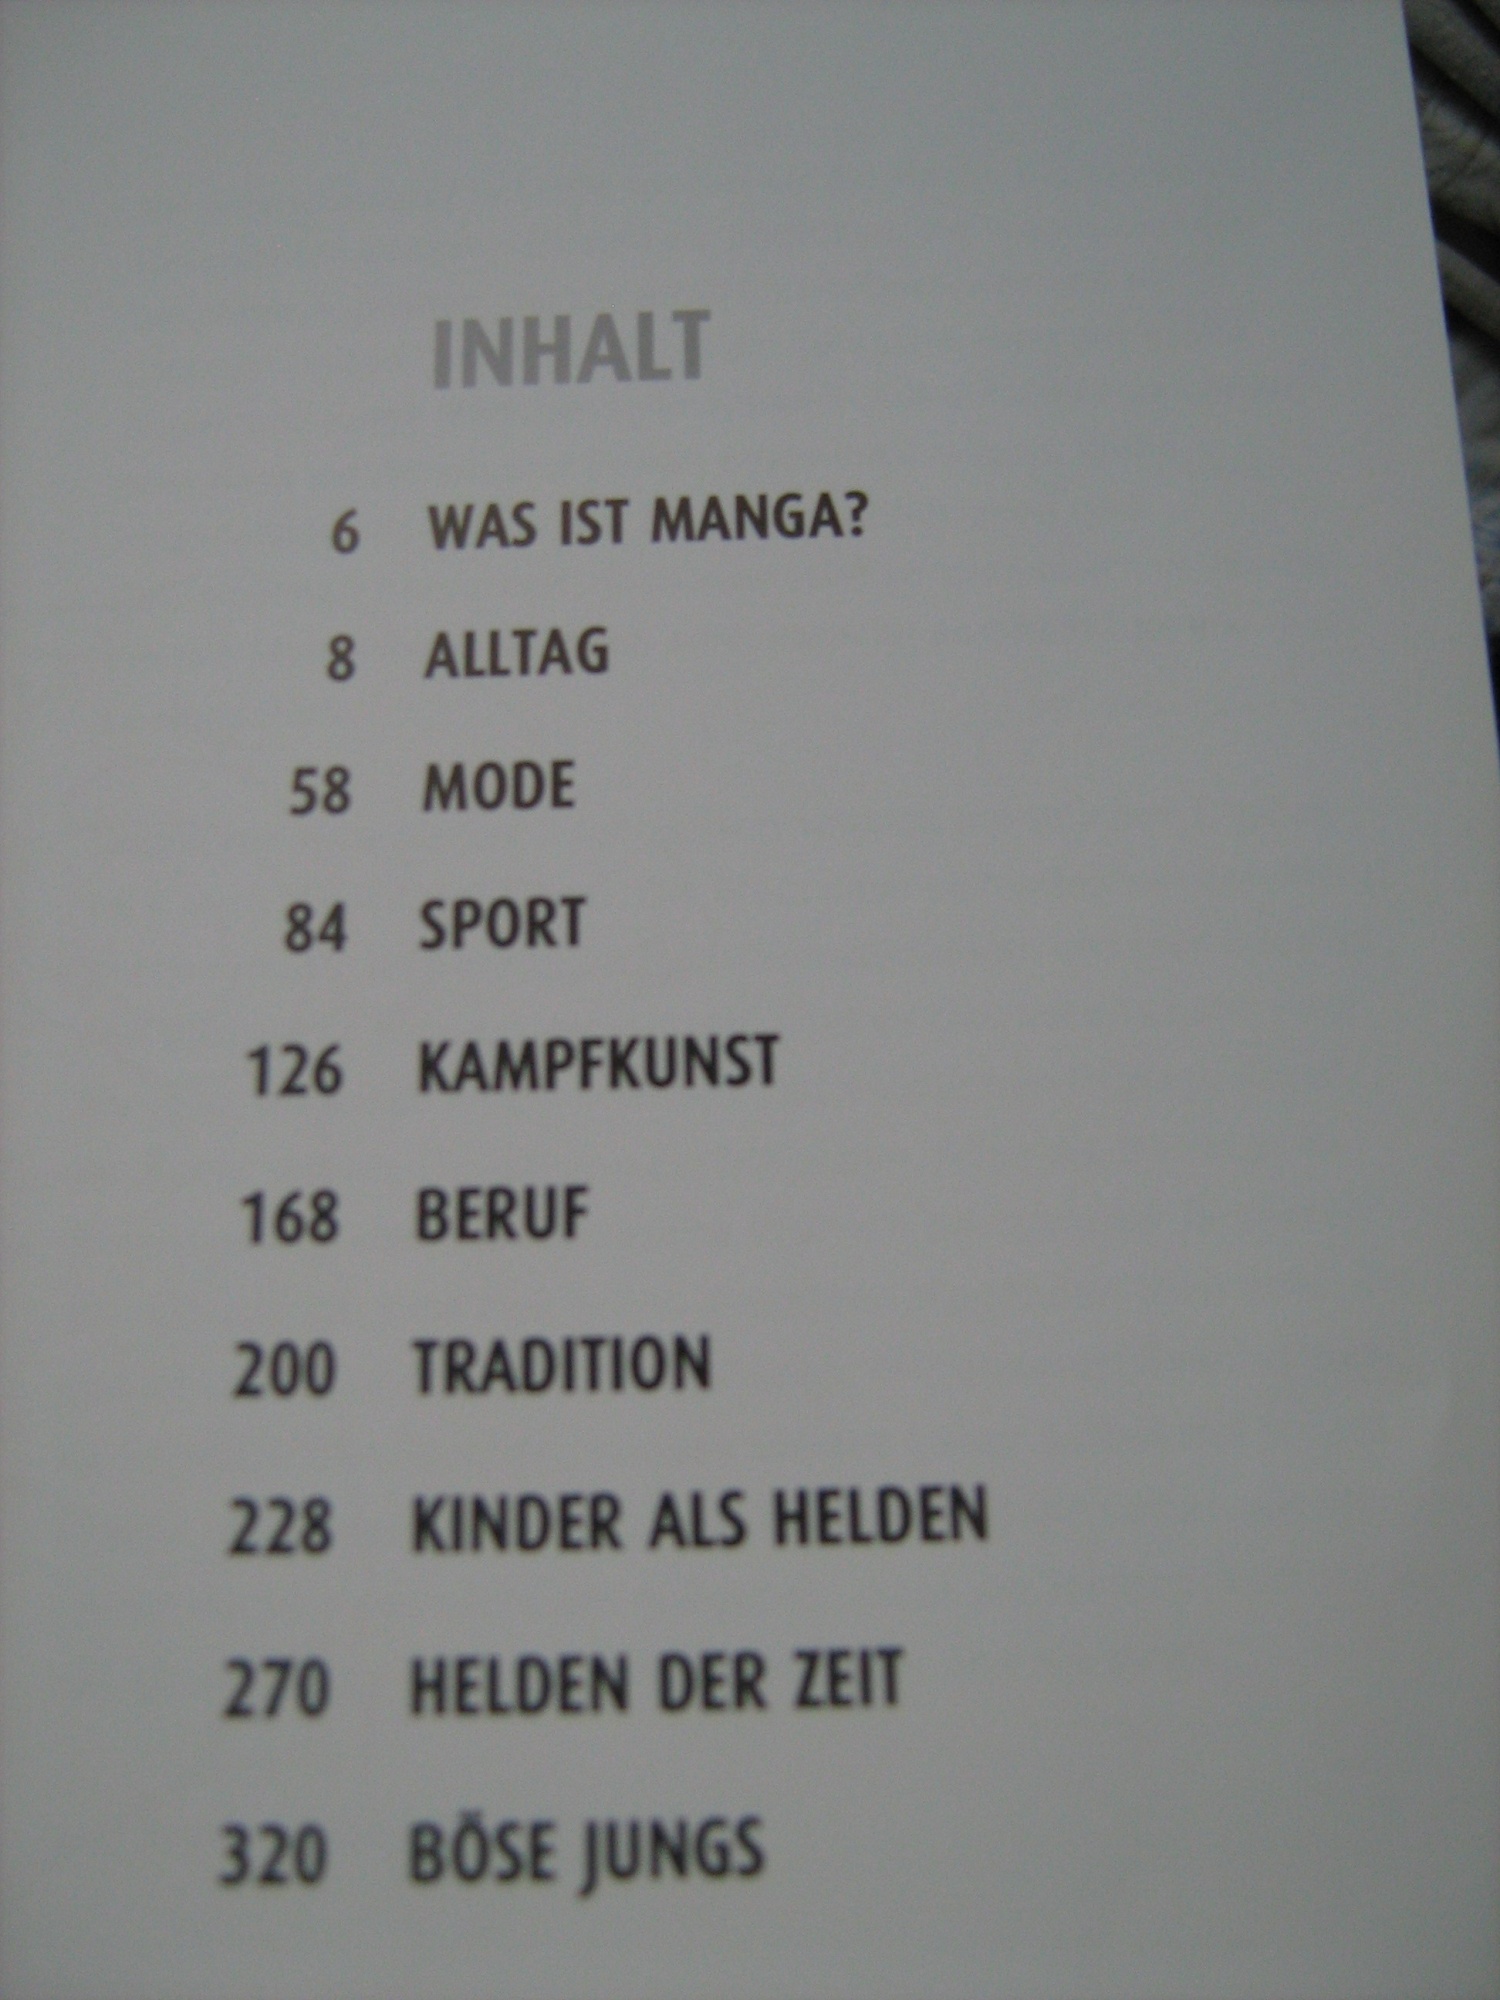 INHALT
6 WAS IST MANGA?
8 ALLTAG
58 MODE
84 SPORT
126 KAMPFKUNST
168 BERUF
200 TRADITION
228 KINDER ALS HELDEN
270 HELDEN DER ZEIT
320 BÖSE JUNGS